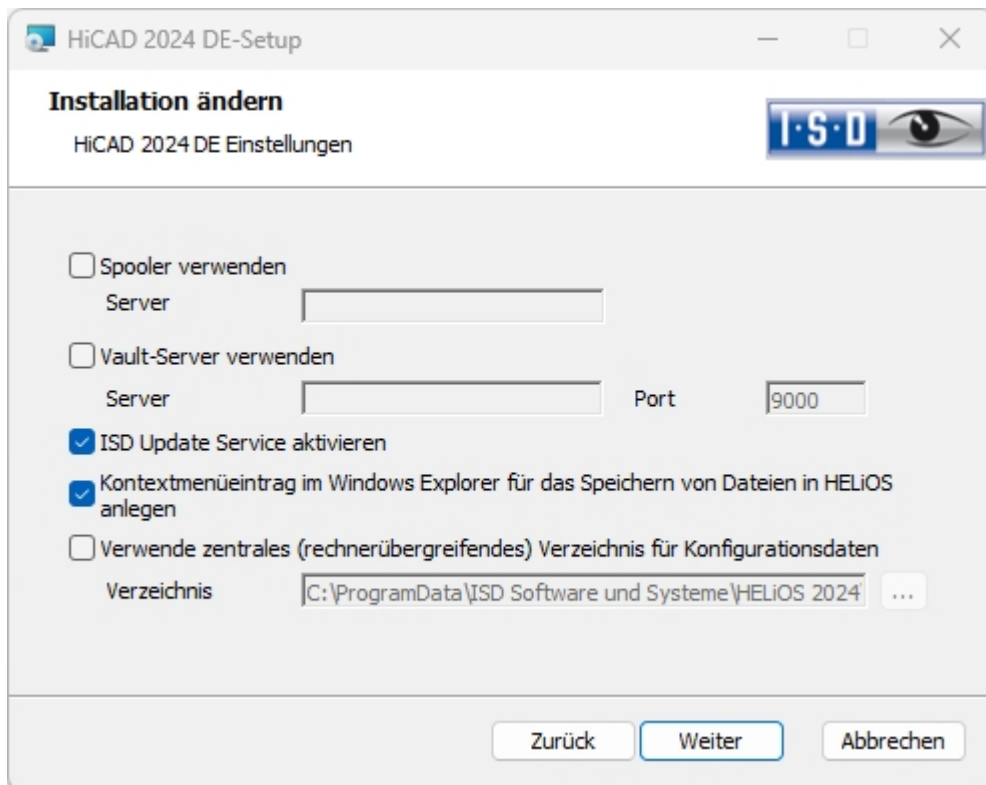 HiCAD 2024 DE-Setup
Installation ändern
HiCAD 2024 DE Einstellungen
I·S·D
Spooler verwenden
Server
Vault-Server verwenden
Server Port 9000
ISD Update Service aktivieren
Kontextmenüeintrag im Windows Explorer für das Speichern von Dateien in HELiOS
anlegen
Verwende zentrales (rechnerübergreifendes) Verzeichnis für Konfigurationsdaten
Verzeichnis C:\ProgramData\ISD Software und Systeme\HELiOS 2024 ...
Zurück Weiter Abbrechen